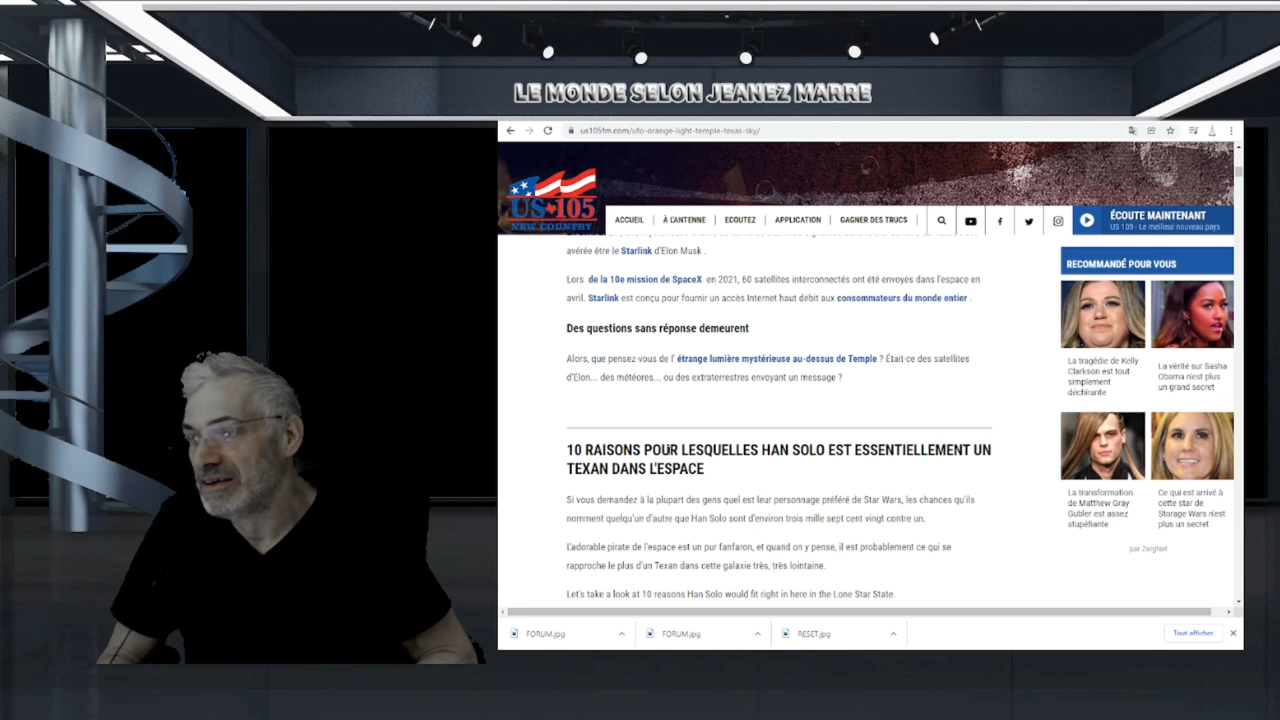 LE MONDE SELON JEANEZ MARRE
us105fm.com/ufo-orange-light-temple-texas-sky/
US★105
NEW COUNTRY
ACCUEIL
À L'ANTENNE
ECOUTEZ
APPLICATION
GAGNER DES TRUCS
ÉCOUTE MAINTENANT
US 105 - Le meilleur nouveau pays
avérée être le Starlink d'Elon Musk .
Lors de la 10e mission de SpaceX en 2021, 60 satellites interconnectés ont été envoyés dans l'espace en
avril. Starlink est conçu pour fournir un accès Internet haut débit aux consommateurs du monde entier .
Des questions sans réponse demeurent
Alors, que pensez-vous de l' étrange lumière mystérieuse au-dessus de Temple ? Était-ce des satellites
d'Elon... des météores... ou des extraterrestres envoyant un message ?
10 RAISONS POUR LESQUELLES HAN SOLO EST ESSENTIELLEMENT UN
TEXAN DANS L'ESPACE
Si vous demandez à la plupart des gens quel est leur personnage préféré de Star Wars, les chances qu'ils
nomment quelqu'un d'autre que Han Solo sont d'environ trois mille sept cent vingt contre un.
L'adorable pirate de l'espace est un pur fanfaron, et quand on y pense, il est probablement ce qui se
rapproche le plus d'un Texan dans cette galaxie très, très lointaine.
Let's take a look at 10 reasons Han Solo would fit right in here in the Lone Star State.
RECOMMANDÉ POUR VOUS
La tragédie de Kelly
Clarkson est tout
simplement
déchirante
La vérité sur Sasha
Obama n'est plus
un grand secret
La transformation
de Matthew Gray
Gubler est assez
stupéfiante
Ce qui est arrivé à
cette star de
Storage Wars n'est
plus un secret
par ZergNet
FORUM.jpg
FORUM.jpg
RESET.jpg
Tout afficher